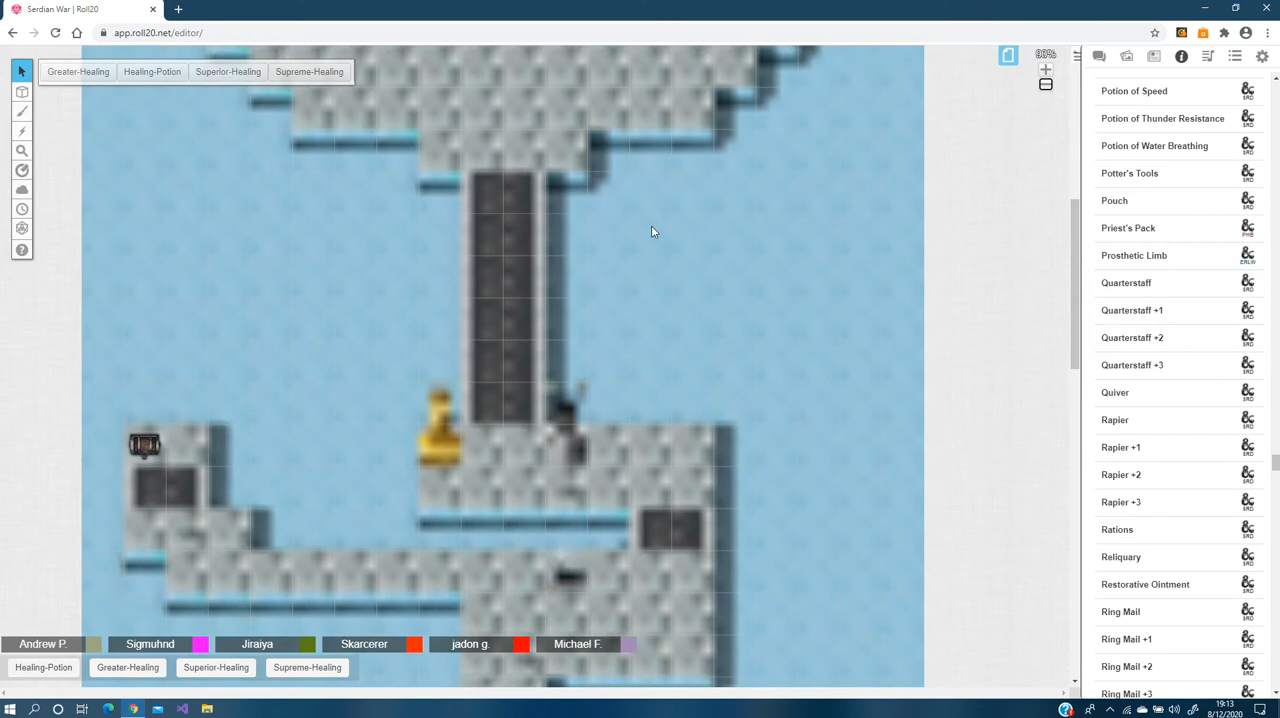 Serdian War | Roll20
app.roll20.net/editor/
Greater-Healing Healing-Potion Superior-Healing Supreme-Healing
90%
Potion of Speed
Potion of Thunder Resistance
Potion of Water Breathing
Potter's Tools
Pouch
Priest's Pack
Prosthetic Limb
Quarterstaff
Quarterstaff +1
Quarterstaff +2
Quarterstaff +3
Quiver
Rapier
Rapier +1
Rapier +2
Rapier +3
Rations
Reliquary
Restorative Ointment
Ring Mail
Ring Mail +1
Ring Mail +2
Ring Mail +3
Andrew P. Sigmuhnd Jiraiya Skarcerer jadon g. Michael F.
Healing-Potion Greater-Healing Superior-Healing Supreme-Healing
19:13
8/12/2020